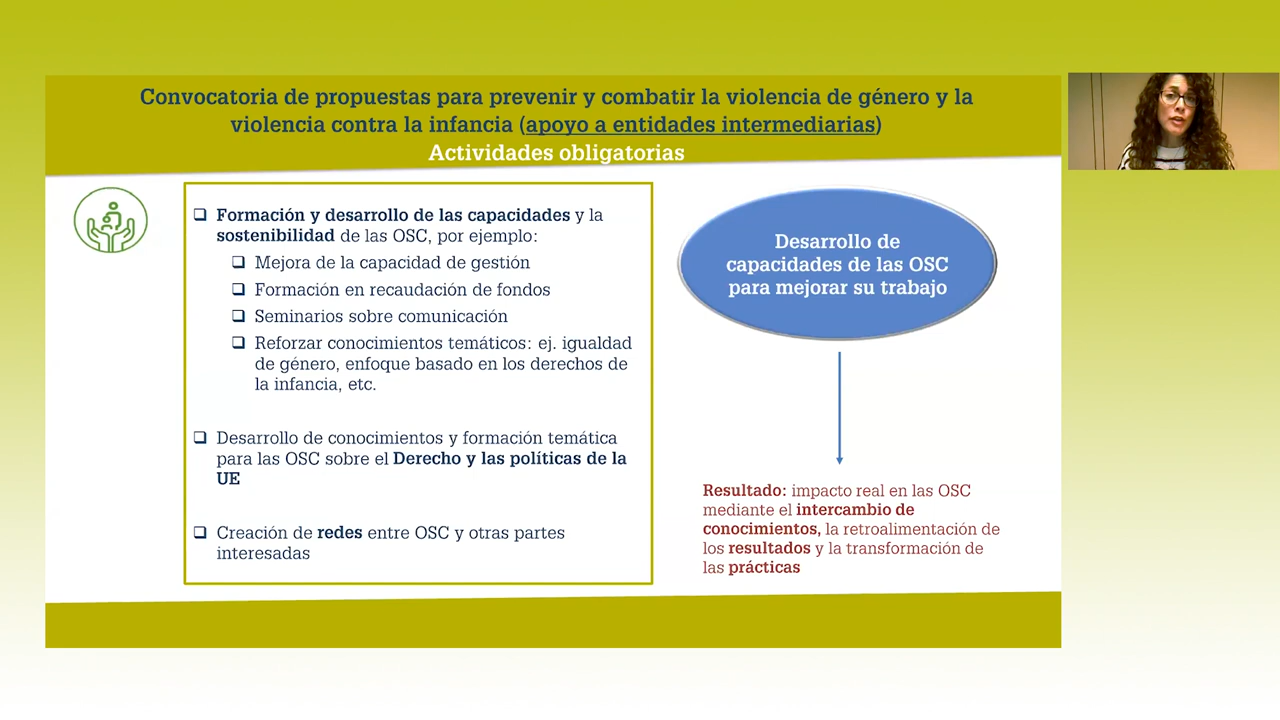 Convocatoria de propuestas para prevenir y combatir la violencia de género y la
violencia contra la infancia (apoyo a entidades intermediarias)
Actividades obligatorias
Formación y desarrollo de las capacidades y la
sostenibilidad de las OSC, por ejemplo:
Mejora de la capacidad de gestión
Formación en recaudación de fondos
Seminarios sobre comunicación
Reforzar conocimientos temáticos: ej. igualdad
de género, enfoque basado en los derechos de
la infancia, etc.
Desarrollo de conocimientos y formación temática
para las OSC sobre el Derecho y las políticas de la
UE
Creación de redes entre OSC y otras partes
interesadas
Desarrollo de
capacidades de las OSC
para mejorar su trabajo
Resultado: impacto real en las OSC
mediante el intercambio de
conocimientos, la retroalimentación de
los resultados y la transformación de
las prácticas